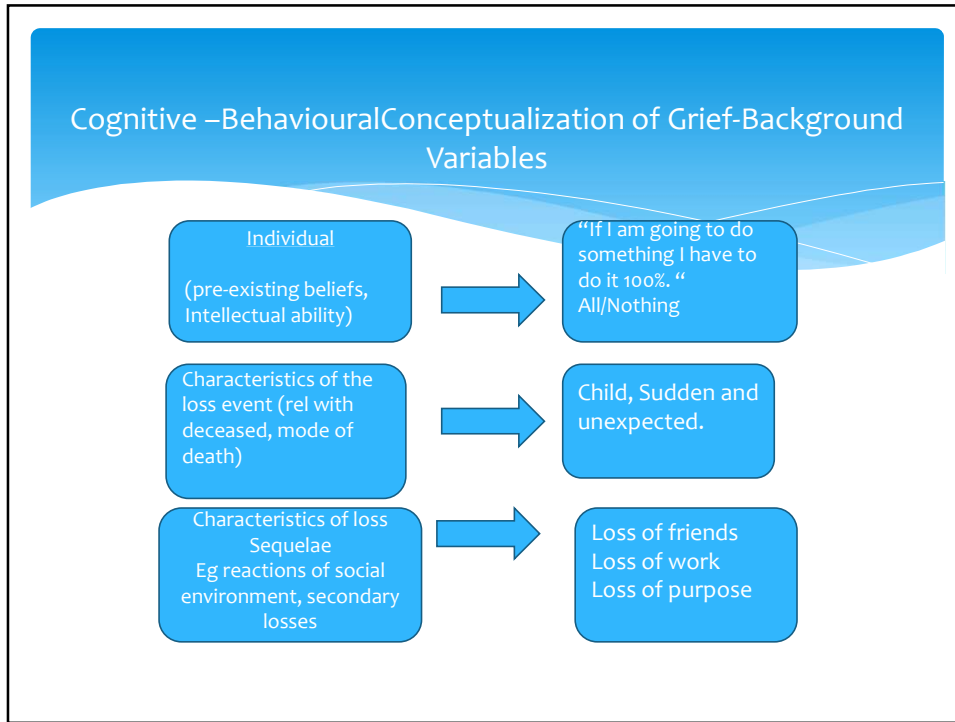 Cognitive –BehaviouralConceptualization of Grief-Background
Variables
Individual
(pre-existing beliefs,
Intellectual ability)
“If I am going to do
something I have to
do it 100%. “
All/Nothing
Characteristics of the
loss event (rel with
deceased, mode of
death)
Child, Sudden and
unexpected.
Characteristics of loss
Sequelae
Eg reactions of social
environment, secondary
losses
Loss of friends
Loss of work
Loss of purpose